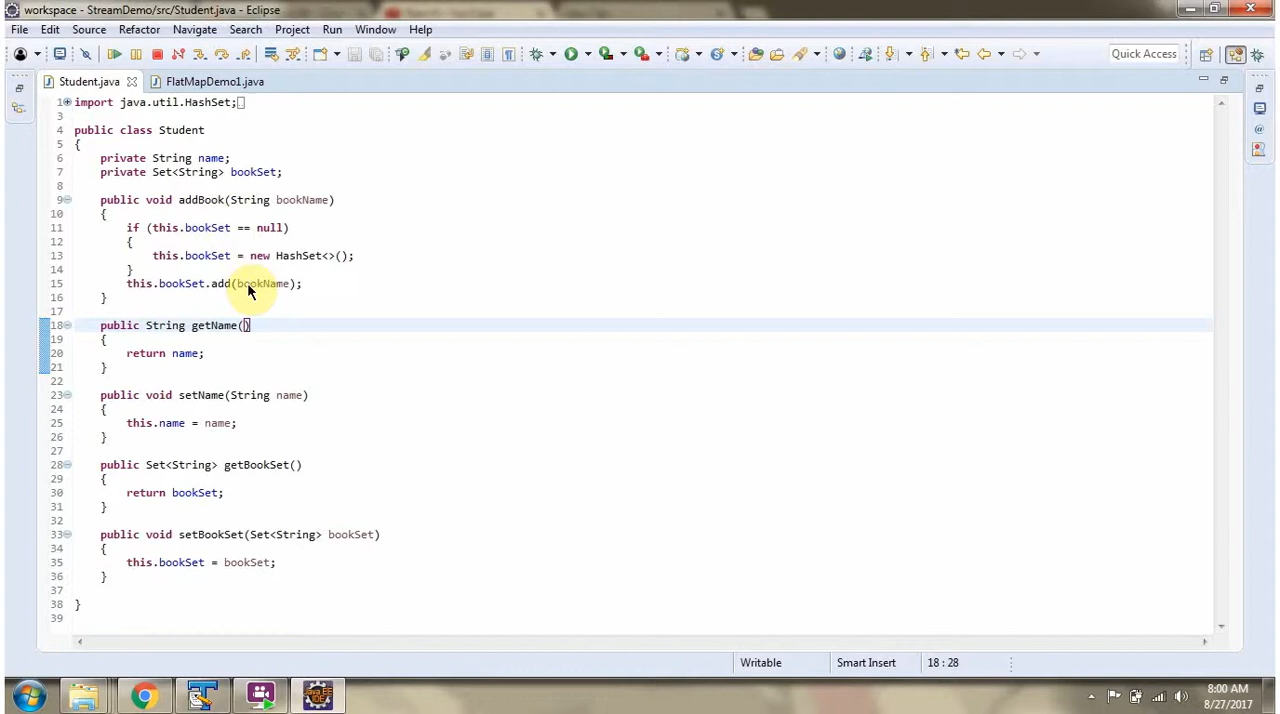 workspace - StreamDemo/src/Student.java - Eclipse
File Edit Source Refactor Navigate Search Project Run Window Help
Quick Access
Student.java FlatMapDemo1.java
1 import java.util.HashSet;
3
4 public class Student
5 {
6 private String name;
7 private Set<String> bookSet;
8
9 public void addBook(String bookName)
10 {
11 if (this.bookSet == null)
12 {
13 this.bookSet = new HashSet<>();
14 }
15 this.bookSet.add(bookName);
16 }
17
18 public String getName()
19 {
20 return name;
21 }
22
23 public void setName(String name)
24 {
25 this.name = name;
26 }
27
28 public Set<String> getBookSet()
29 {
30 return bookSet;
31 }
32
33 public void setBookSet(Set<String> bookSet)
34 {
35 this.bookSet = bookSet;
36 }
37
38 }
39
Writable Smart Insert 18 : 28
Java EE
IDE
8:00 AM
8/27/2017